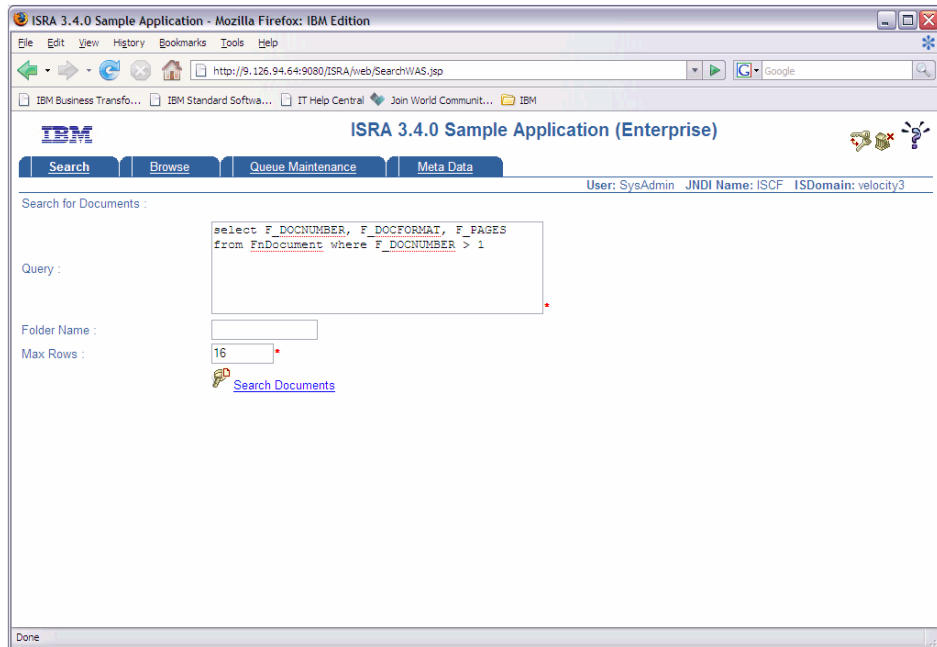 ISRA 3.4.0 Sample Application - Mozilla Firefox: IBM Edition
File Edit View History Bookmarks Tools Help
http://9.126.94.64:9080/ISRA/web/SearchWAS.jsp
G Google
IBM Business Transfo... IBM Standard Softwa... IT Help Central Join World Communit... IBM
IBM ISRA 3.4.0 Sample Application (Enterprise)
Search Browse Queue Maintenance Meta Data
User: SysAdmin JNDI Name: ISCF ISDomain: velocity3
Search for Documents :
select F_DOCNUMBER, F_DOCFORMAT, F_PAGES
from FnDocument where F_DOCNUMBER > 1
Query :
*
Folder Name :
Max Rows : 16 *
Search Documents
Done